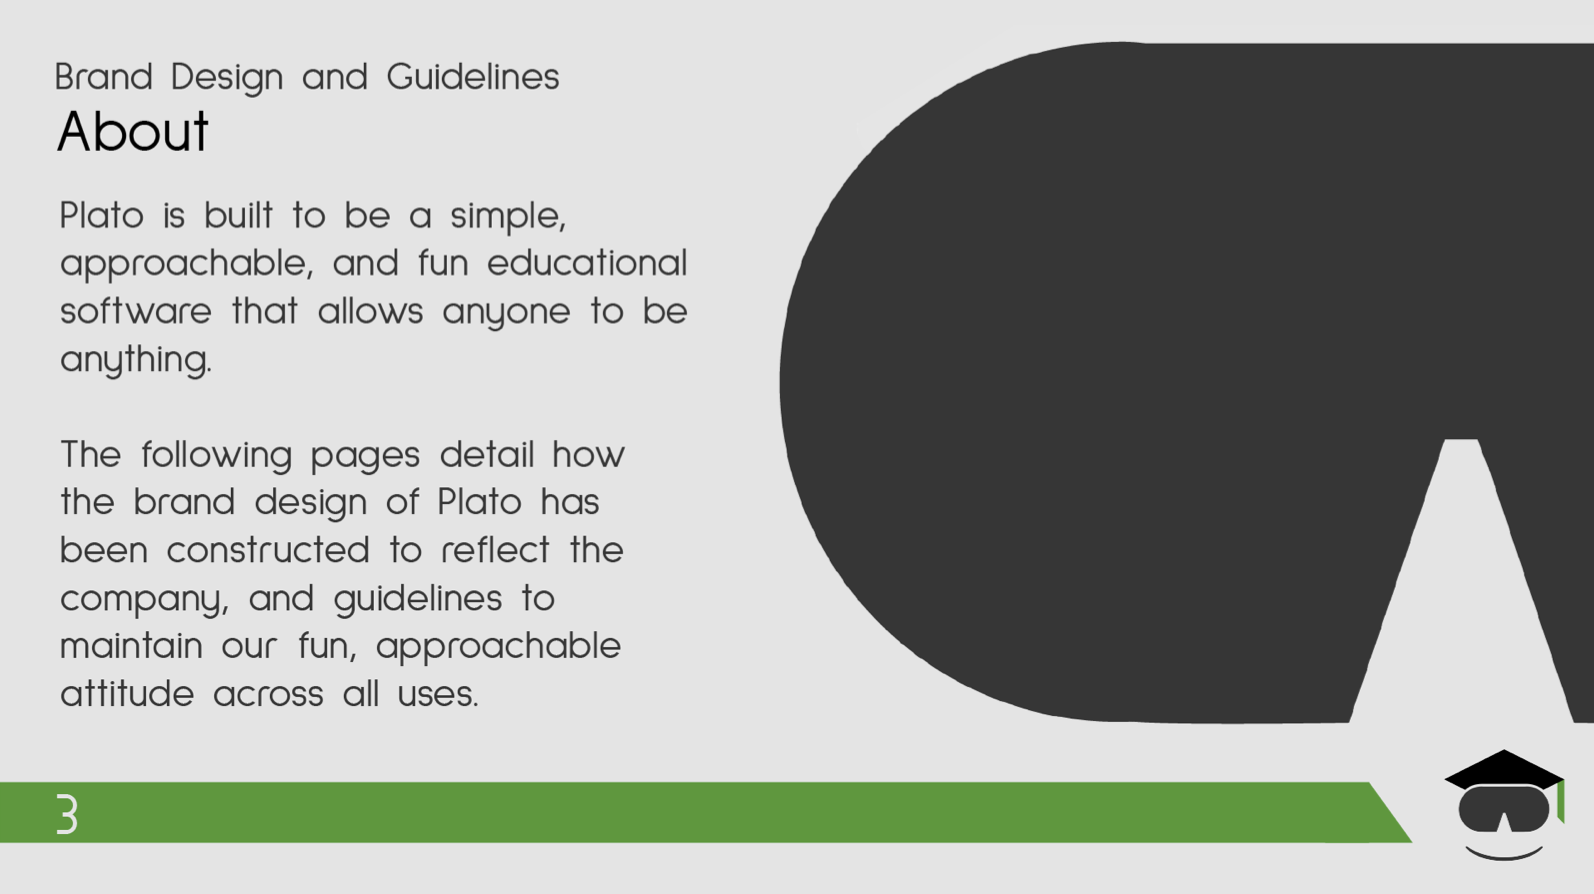 Brand Design and Guidelines
About
Plato is built to be a simple,
approachable, and fun educational
software that allows anyone to be
anything.
The following pages detail how
the brand design of Plato has
been constructed to reflect the
company, and guidelines to
maintain our fun, approachable
attitude across all uses.
3